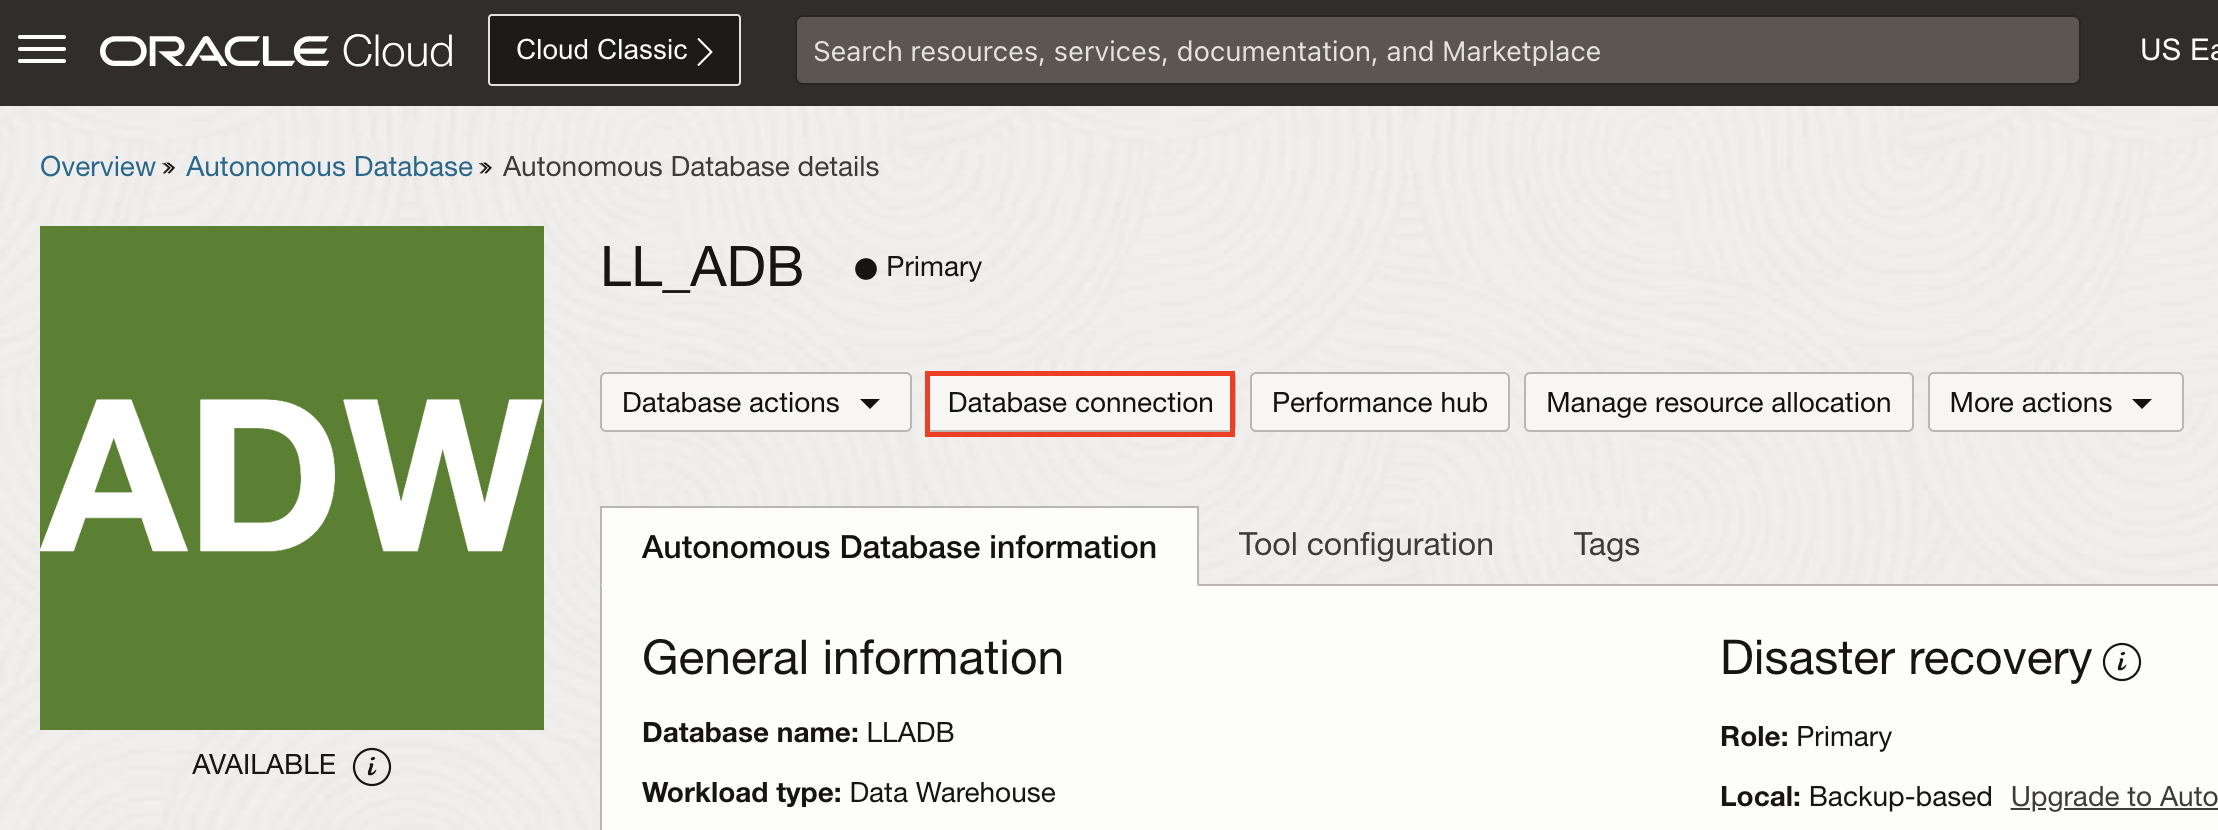 ORACLE Cloud
Cloud Classic
Search resources, services, documentation, and Marketplace
US Ea
Overview » Autonomous Database » Autonomous Database details
ADW
AVAILABLE
LL_ADB
Primary
Database actions
Database connection
Performance hub
Manage resource allocation
More actions
Autonomous Database information
Tool configuration
Tags
General information
Database name: LLADB
Workload type: Data Warehouse
Disaster recovery
Role: Primary
Local: Backup-based Upgrade to Auto